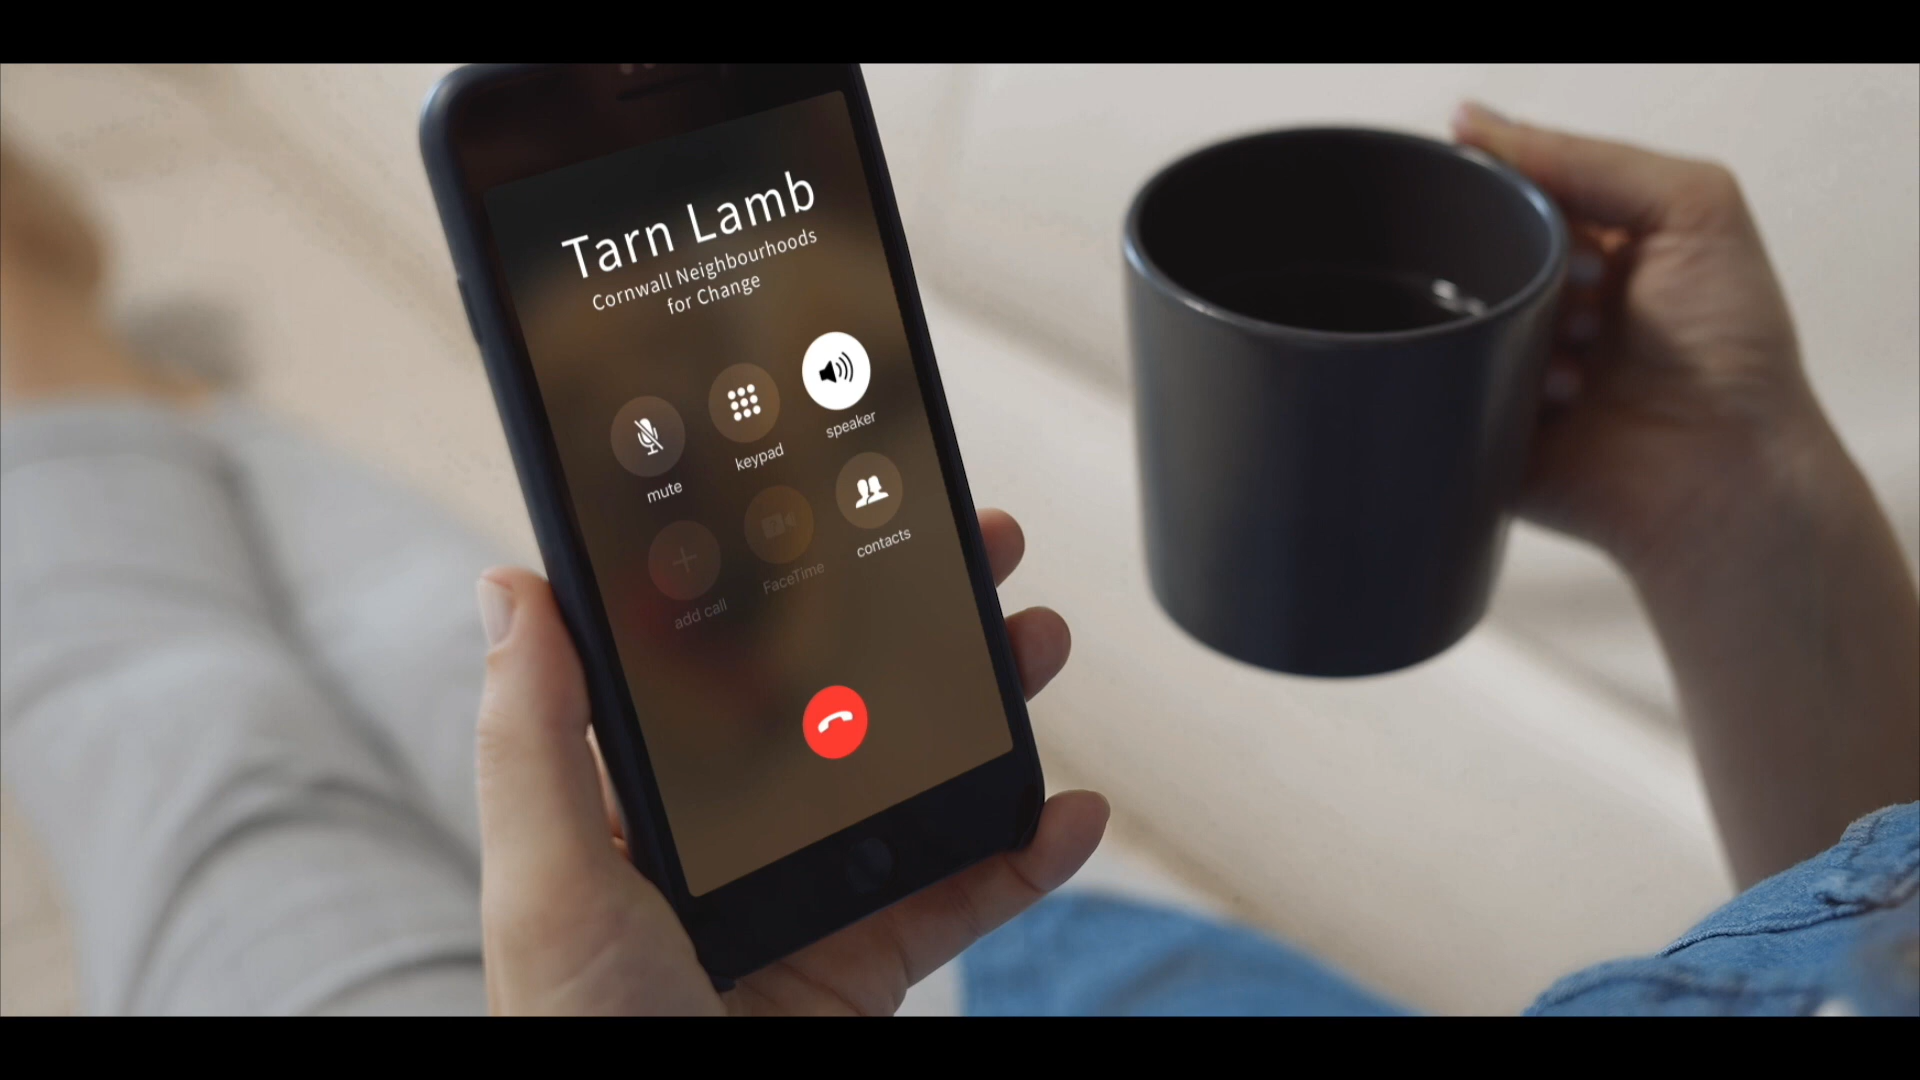 Tarn Lamb
Cornwall Neighbourhoods
for Change
mute
keypad
speaker
add call
FaceTime
contacts